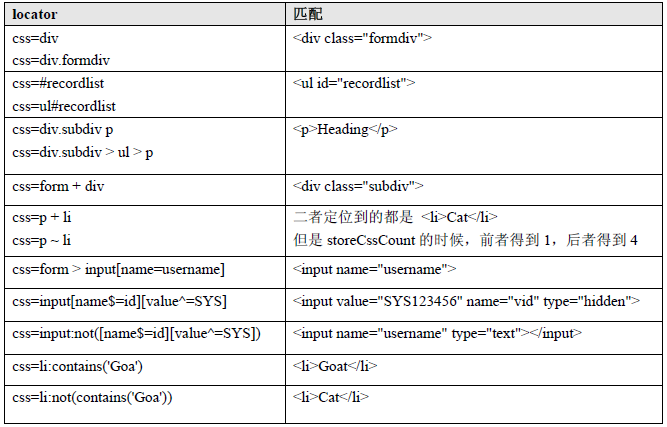 locator 匹配
css=div <div class="formdiv">
css=div.formdiv
css=#recordlist <ul id="recordlist">
css=ul#recordlist
css=div.subdiv p <p>Heading</p>
css=div.subdiv > ul > p
css=form + div <div class="subdiv">
css=p + li 二者定位到的都是 <li>Cat</li>
css=p ~ li 但是 storeCssCount 的时候，前者得到 1，后者得到 4
css=form > input[name=username] <input name="username">
css=input[name$=id][value^=SYS] <input value="SYS123456" name="vid" type="hidden">
css=input:not([name$=id][value^=SYS]) <input name="username" type="text"></input>
css=li:contains('Goa') <li>Goat</li>
css=li:not(contains('Goa')) <li>Cat</li>